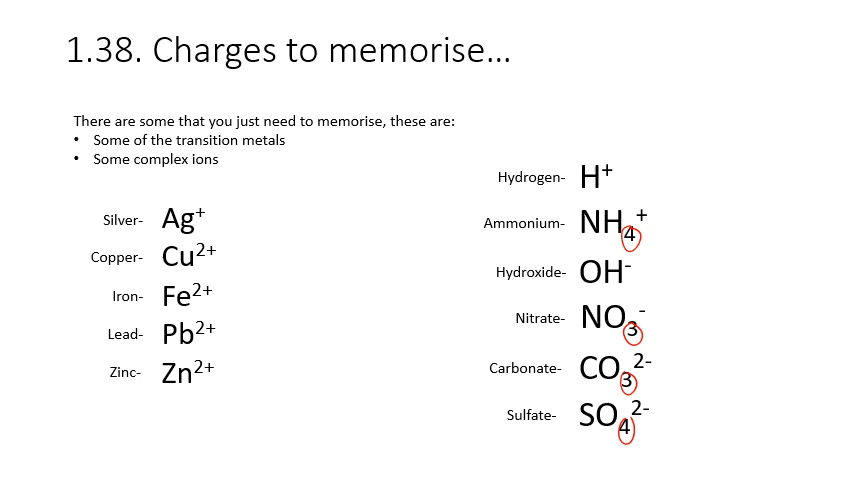 1.38. Charges to memorise...
There are some that you just need to memorise, these are:
• Some of the transition metals
• Some complex ions
Silver- Ag⁺
Copper- Cu²⁺
Iron- Fe²⁺
Lead- Pb²⁺
Zinc- Zn²⁺
Hydrogen- H⁺
Ammonium- NH₄⁺
Hydroxide- OH⁻
Nitrate- NO₃⁻
Carbonate- CO₃²⁻
Sulfate- SO₄²⁻